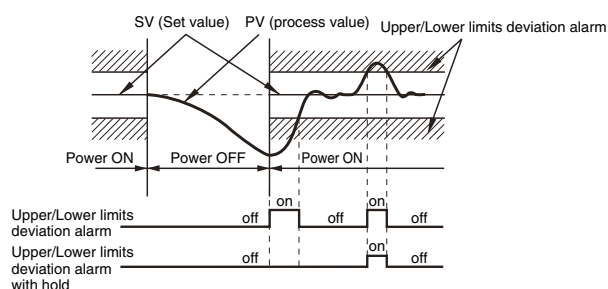 SV (Set value)
PV (process value)
Upper/Lower limits deviation alarm
Power ON
Power OFF
Power ON
Upper/Lower limits
deviation alarm
off
on
off
on
off
Upper/Lower limits
deviation alarm
with hold
off
on
off